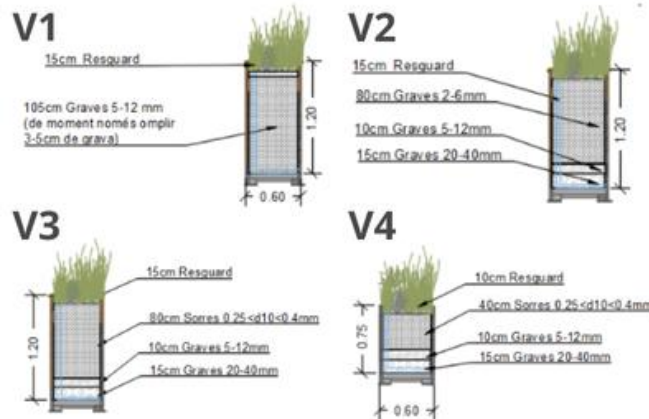 V1
15cm Resguard
105cm Graves 5-12 mm
(de moment només omplir
3-5cm de grava)
1.20
0.60
V2
15cm Resguard
80cm Graves 2-6mm
10cm Graves 5-12mm
15cm Graves 20-40mm
1.20
V3
15cm Resguard
80cm Sorres 0.25<d10<0.4mm
10cm Graves 5-12mm
15cm Graves 20-40mm
1.20
V4
10cm Resguard
40cm Sorres 0.25<d10<0.4mm
10cm Graves 5-12mm
15cm Graves 20-40mm
0.75
0.60